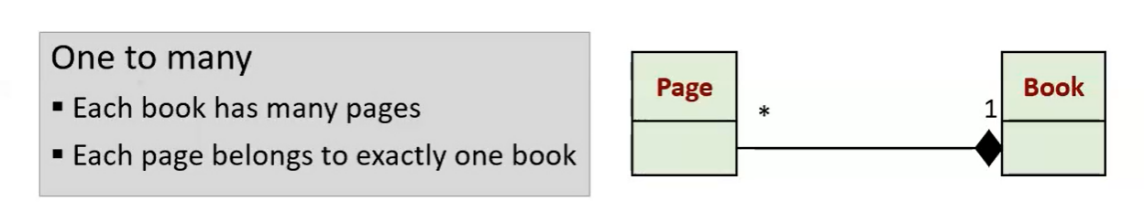 One to many
▪ Each book has many pages
▪ Each page belongs to exactly one book
Page
*
1
Book